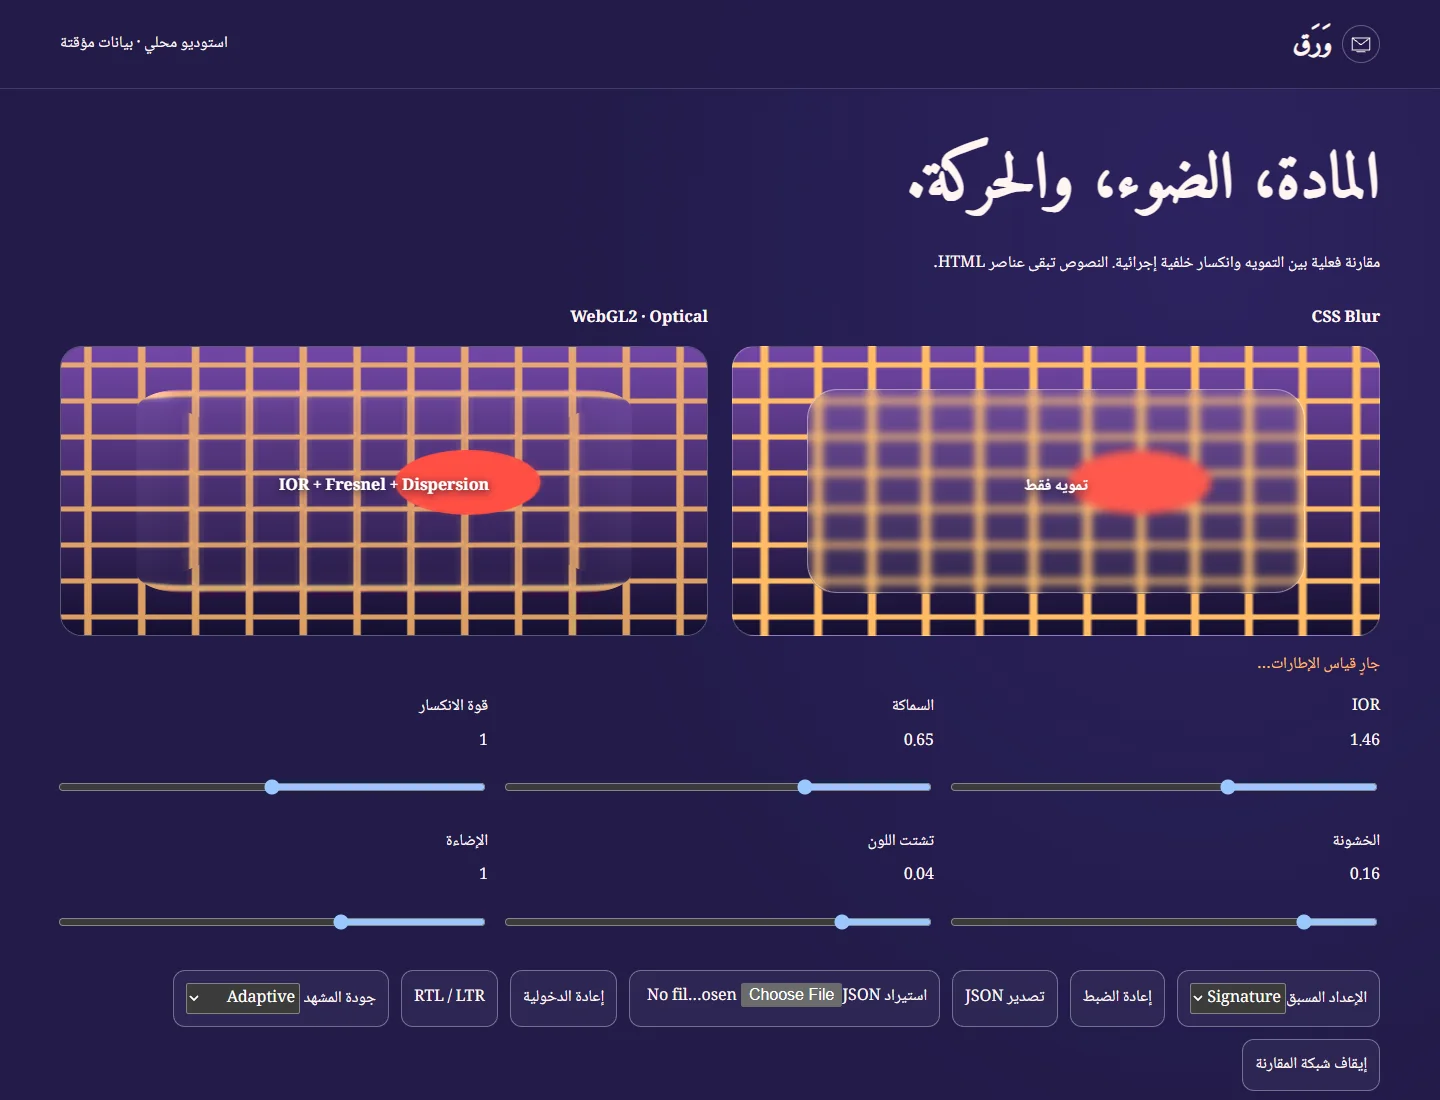 وَرَق
استوديو محلي · بيانات مؤقتة
المادة، الضوء، والحركة.
مقارنة فعلية بين التمويه وانكسار خلفية إجرائية. النصوص تبقى عناصر HTML.
CSS Blur
WebGL2 · Optical
تمويه فقط
IOR + Fresnel + Dispersion
جارٍ قياس الإطارات…
IOR
1.46
السماكة
0.65
قوة الانكسار
1
الخشونة
0.16
تشتت اللون
0.04
الإضاءة
1
الإعداد المسبق Signature
إعادة الضبط
تصدير JSON
استيراد JSON Choose File No fil...osen
إعادة الدخولية
RTL / LTR
جودة المشهد Adaptive
إيقاف شبكة المقارنة